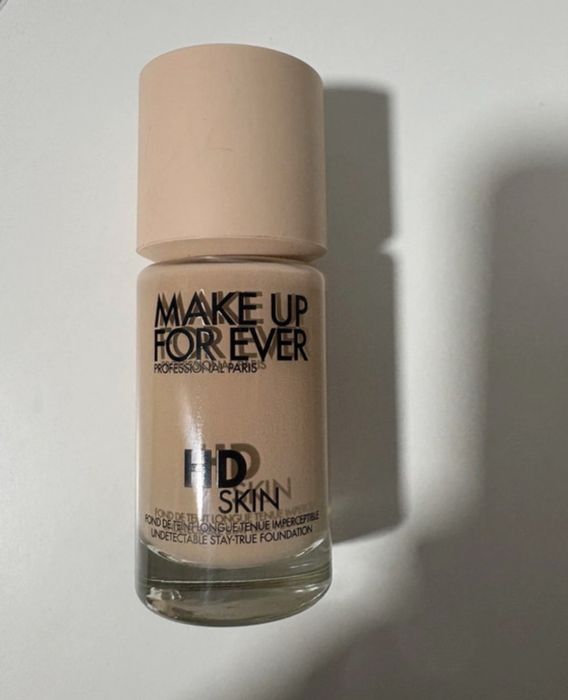 MAKE UP
FOR EVER
PROFESSIONAL PARIS
HD
SKIN
FOND DE TEINT LONGUE TENUE IMPERCEPTIBLE
UNDETECTABLE STAY-TRUE FOUNDATION